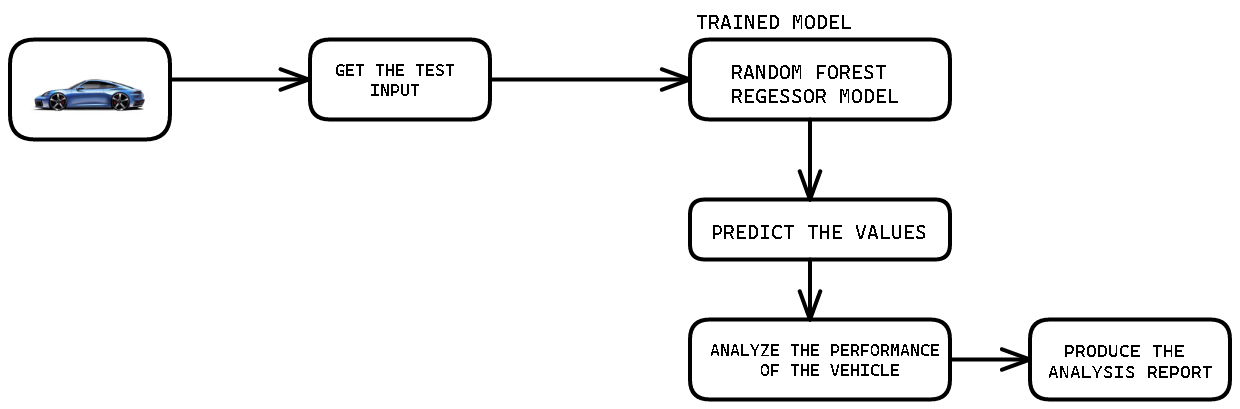 TRAINED MODEL
GET THE TEST
INPUT
RANDOM FOREST
REGESSOR MODEL
PREDICT THE VALUES
ANALYZE THE PERFORMANCE
OF THE VEHICLE
PRODUCE THE
ANALYSIS REPORT